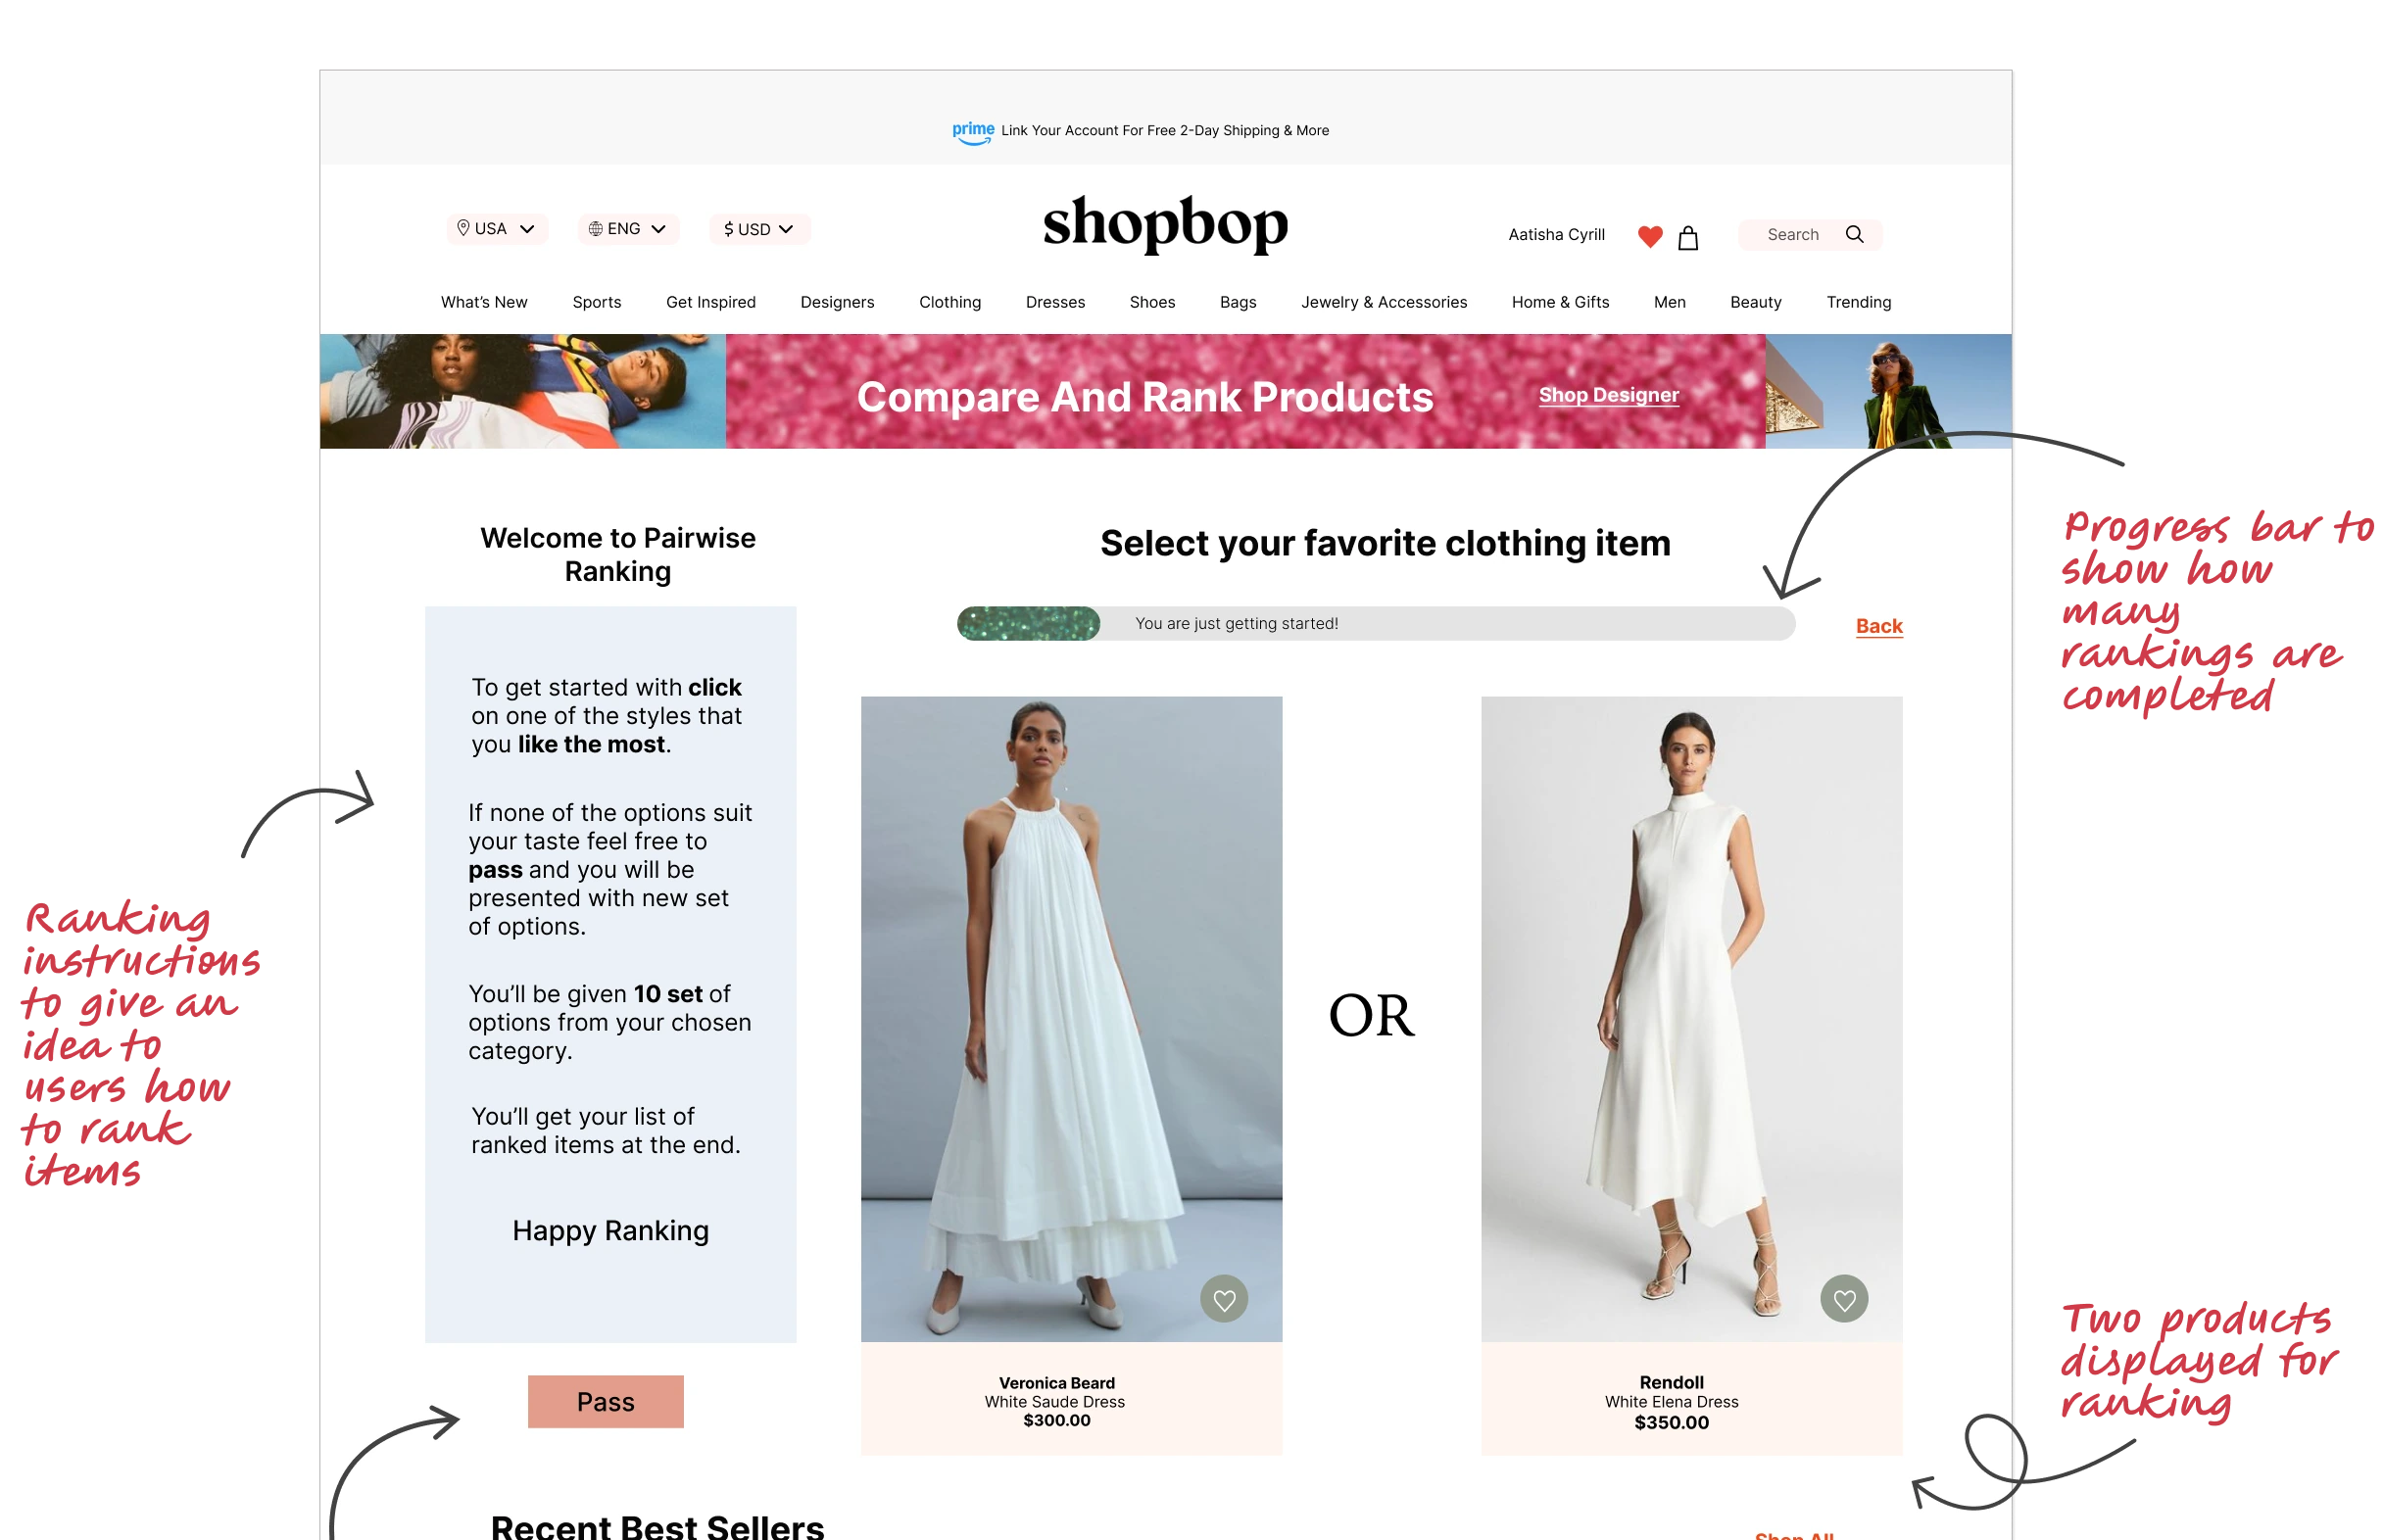 prime Link Your Account For Free 2-Day Shipping & More
USA
ENG
$ USD
shopbop
Aatisha Cyrill
Search
What's New Sports Get Inspired Designers Clothing Dresses Shoes Bags Jewelry & Accessories Home & Gifts Men Beauty Trending
Compare And Rank Products
Shop Designer
Progress bar to
show how
many
rankings are
completed
Welcome to Pairwise
Ranking
Select your favorite clothing item
You are just getting started!
Back
To get started with click
on one of the styles that
you like the most.
If none of the options suit
your taste feel free to
pass and you will be
presented with new set
of options.
You'll be given 10 set of
options from your chosen
category.
You'll get your list of
ranked items at the end.
Happy Ranking
Ranking
instructions
to give an
idea to
users how
to rank
items
OR
Two products
displayed for
ranking
Pass
Veronica Beard
White Saude Dress
$300.00
Rendoll
White Elena Dress
$350.00
Recent Best Sellers
Shop All